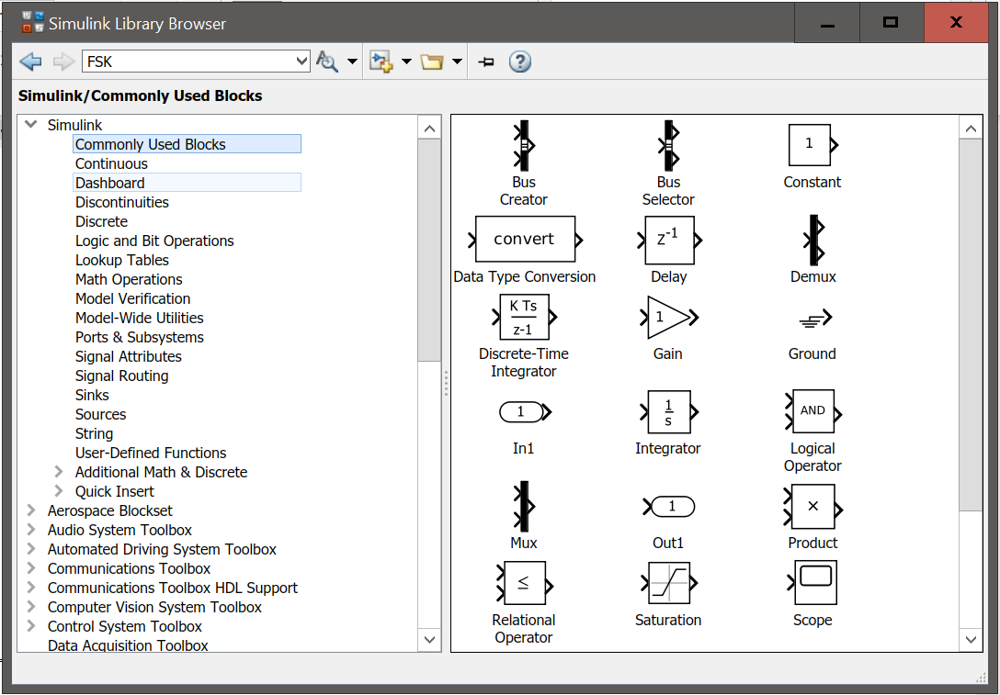 Simulink Library Browser
FSK
Simulink/Commonly Used Blocks
Simulink
Commonly Used Blocks
Continuous
Dashboard
Discontinuities
Discrete
Logic and Bit Operations
Lookup Tables
Math Operations
Model Verification
Model-Wide Utilities
Ports & Subsystems
Signal Attributes
Signal Routing
Sinks
Sources
String
User-Defined Functions
Additional Math & Discrete
Quick Insert
Aerospace Blockset
Audio System Toolbox
Automated Driving System Toolbox
Communications Toolbox
Communications Toolbox HDL Support
Computer Vision System Toolbox
Control System Toolbox
Data Acquisition Toolbox
Bus
Creator
Bus
Selector
1
Constant
convert
Data Type Conversion
z-1
Delay
Demux
K Ts
z-1
Discrete-Time
Integrator
1
Gain
Ground
1
In1
1
s
Integrator
AND
Logical
Operator
Mux
1
Out1
×
Product
≤
Relational
Operator
Saturation
Scope